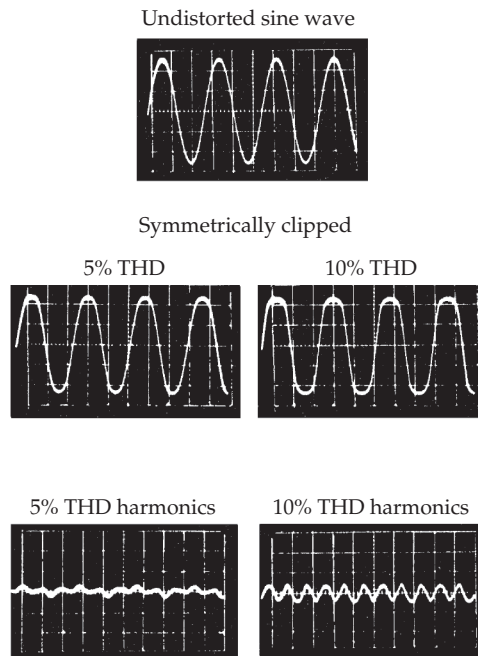 Undistorted sine wave
Symmetrically clipped
5% THD
10% THD
5% THD harmonics
10% THD harmonics